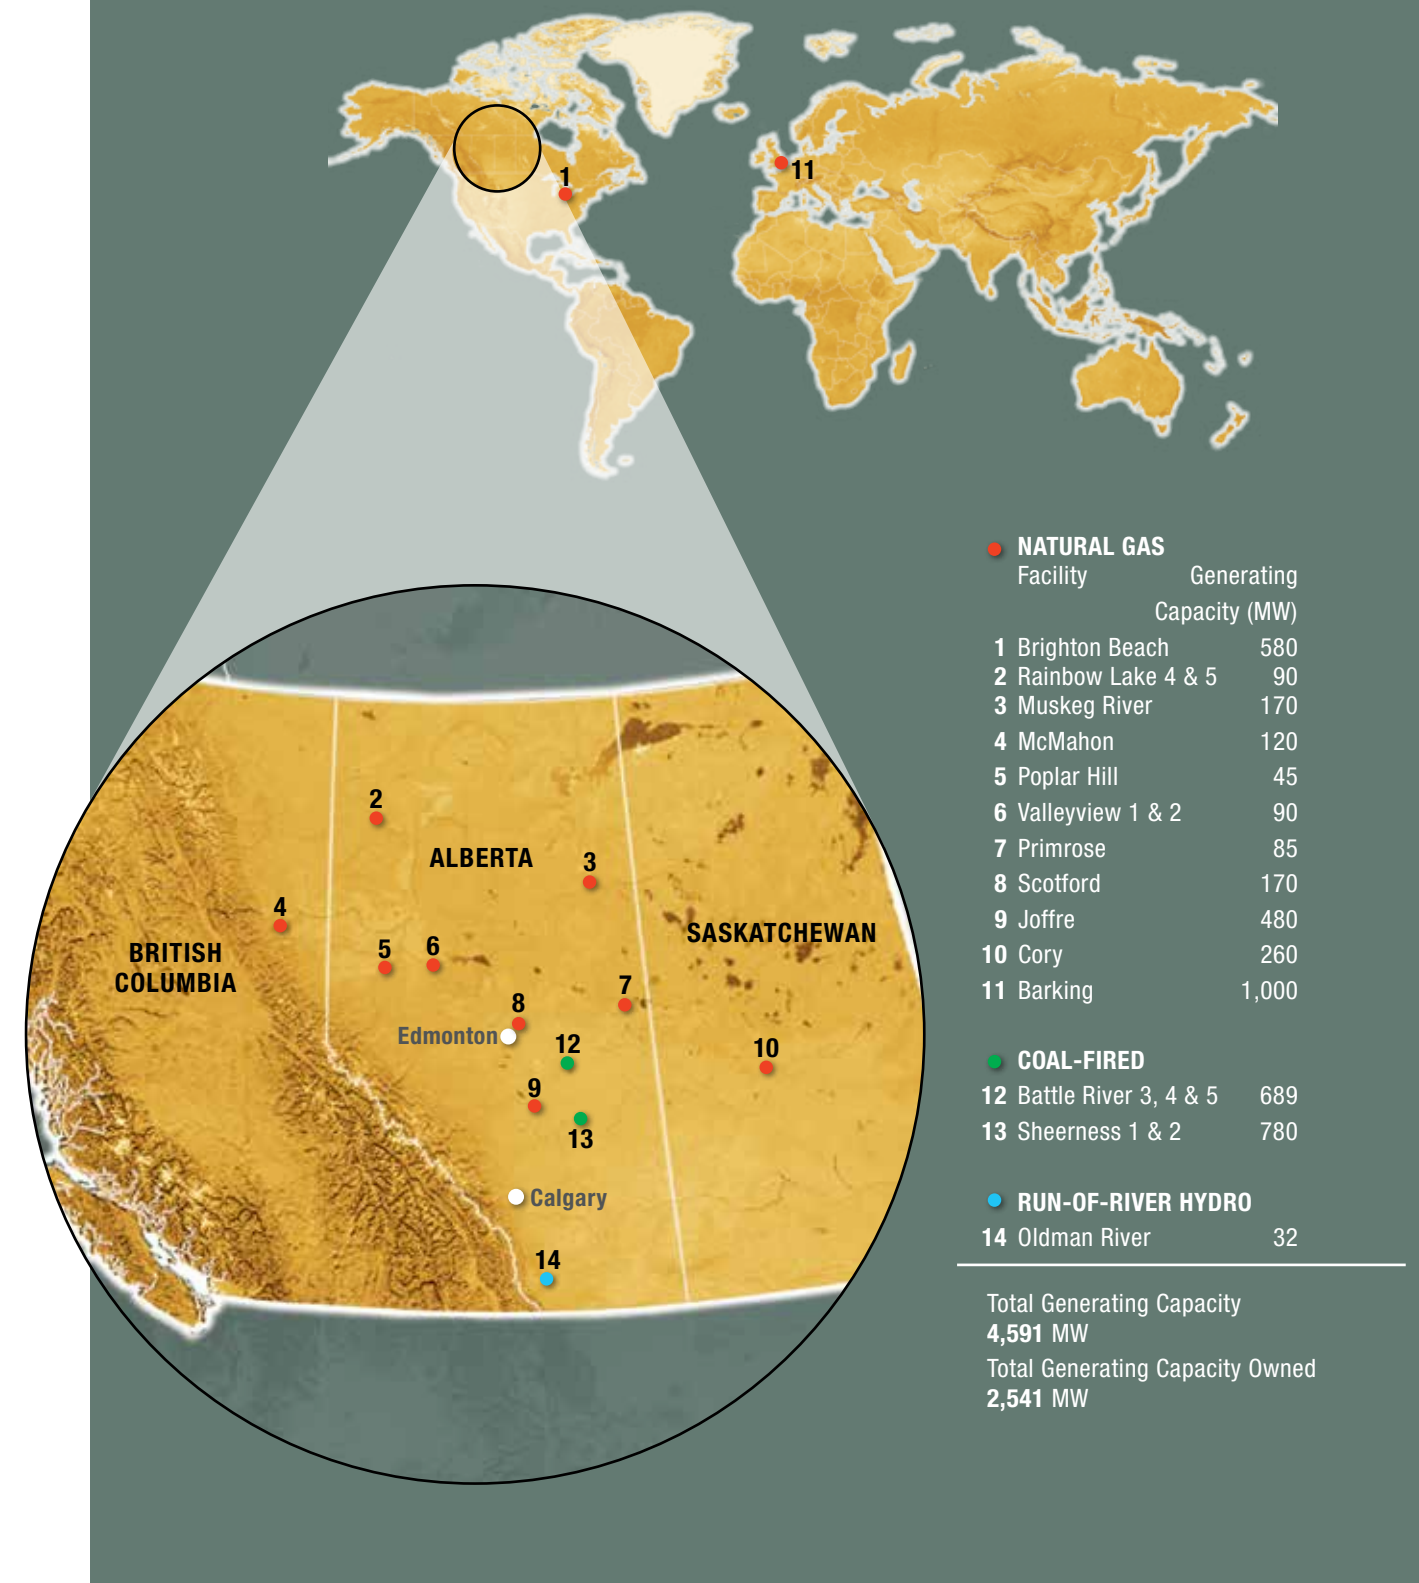 1
11
2
ALBERTA
3
4
SASKATCHEWAN
BRITISH
COLUMBIA
5
6
7
8
Edmonton
12
10
9
13
Calgary
14
NATURAL GAS
Facility Generating
Capacity (MW)
1 Brighton Beach 580
2 Rainbow Lake 4 & 5 90
3 Muskeg River 170
4 McMahon 120
5 Poplar Hill 45
6 Valleyview 1 & 2 90
7 Primrose 85
8 Scotford 170
9 Joffre 480
10 Cory 260
11 Barking 1,000
COAL-FIRED
12 Battle River 3, 4 & 5 689
13 Sheerness 1 & 2 780
RUN-OF-RIVER HYDRO
14 Oldman River 32
Total Generating Capacity
4,591 MW
Total Generating Capacity Owned
2,541 MW